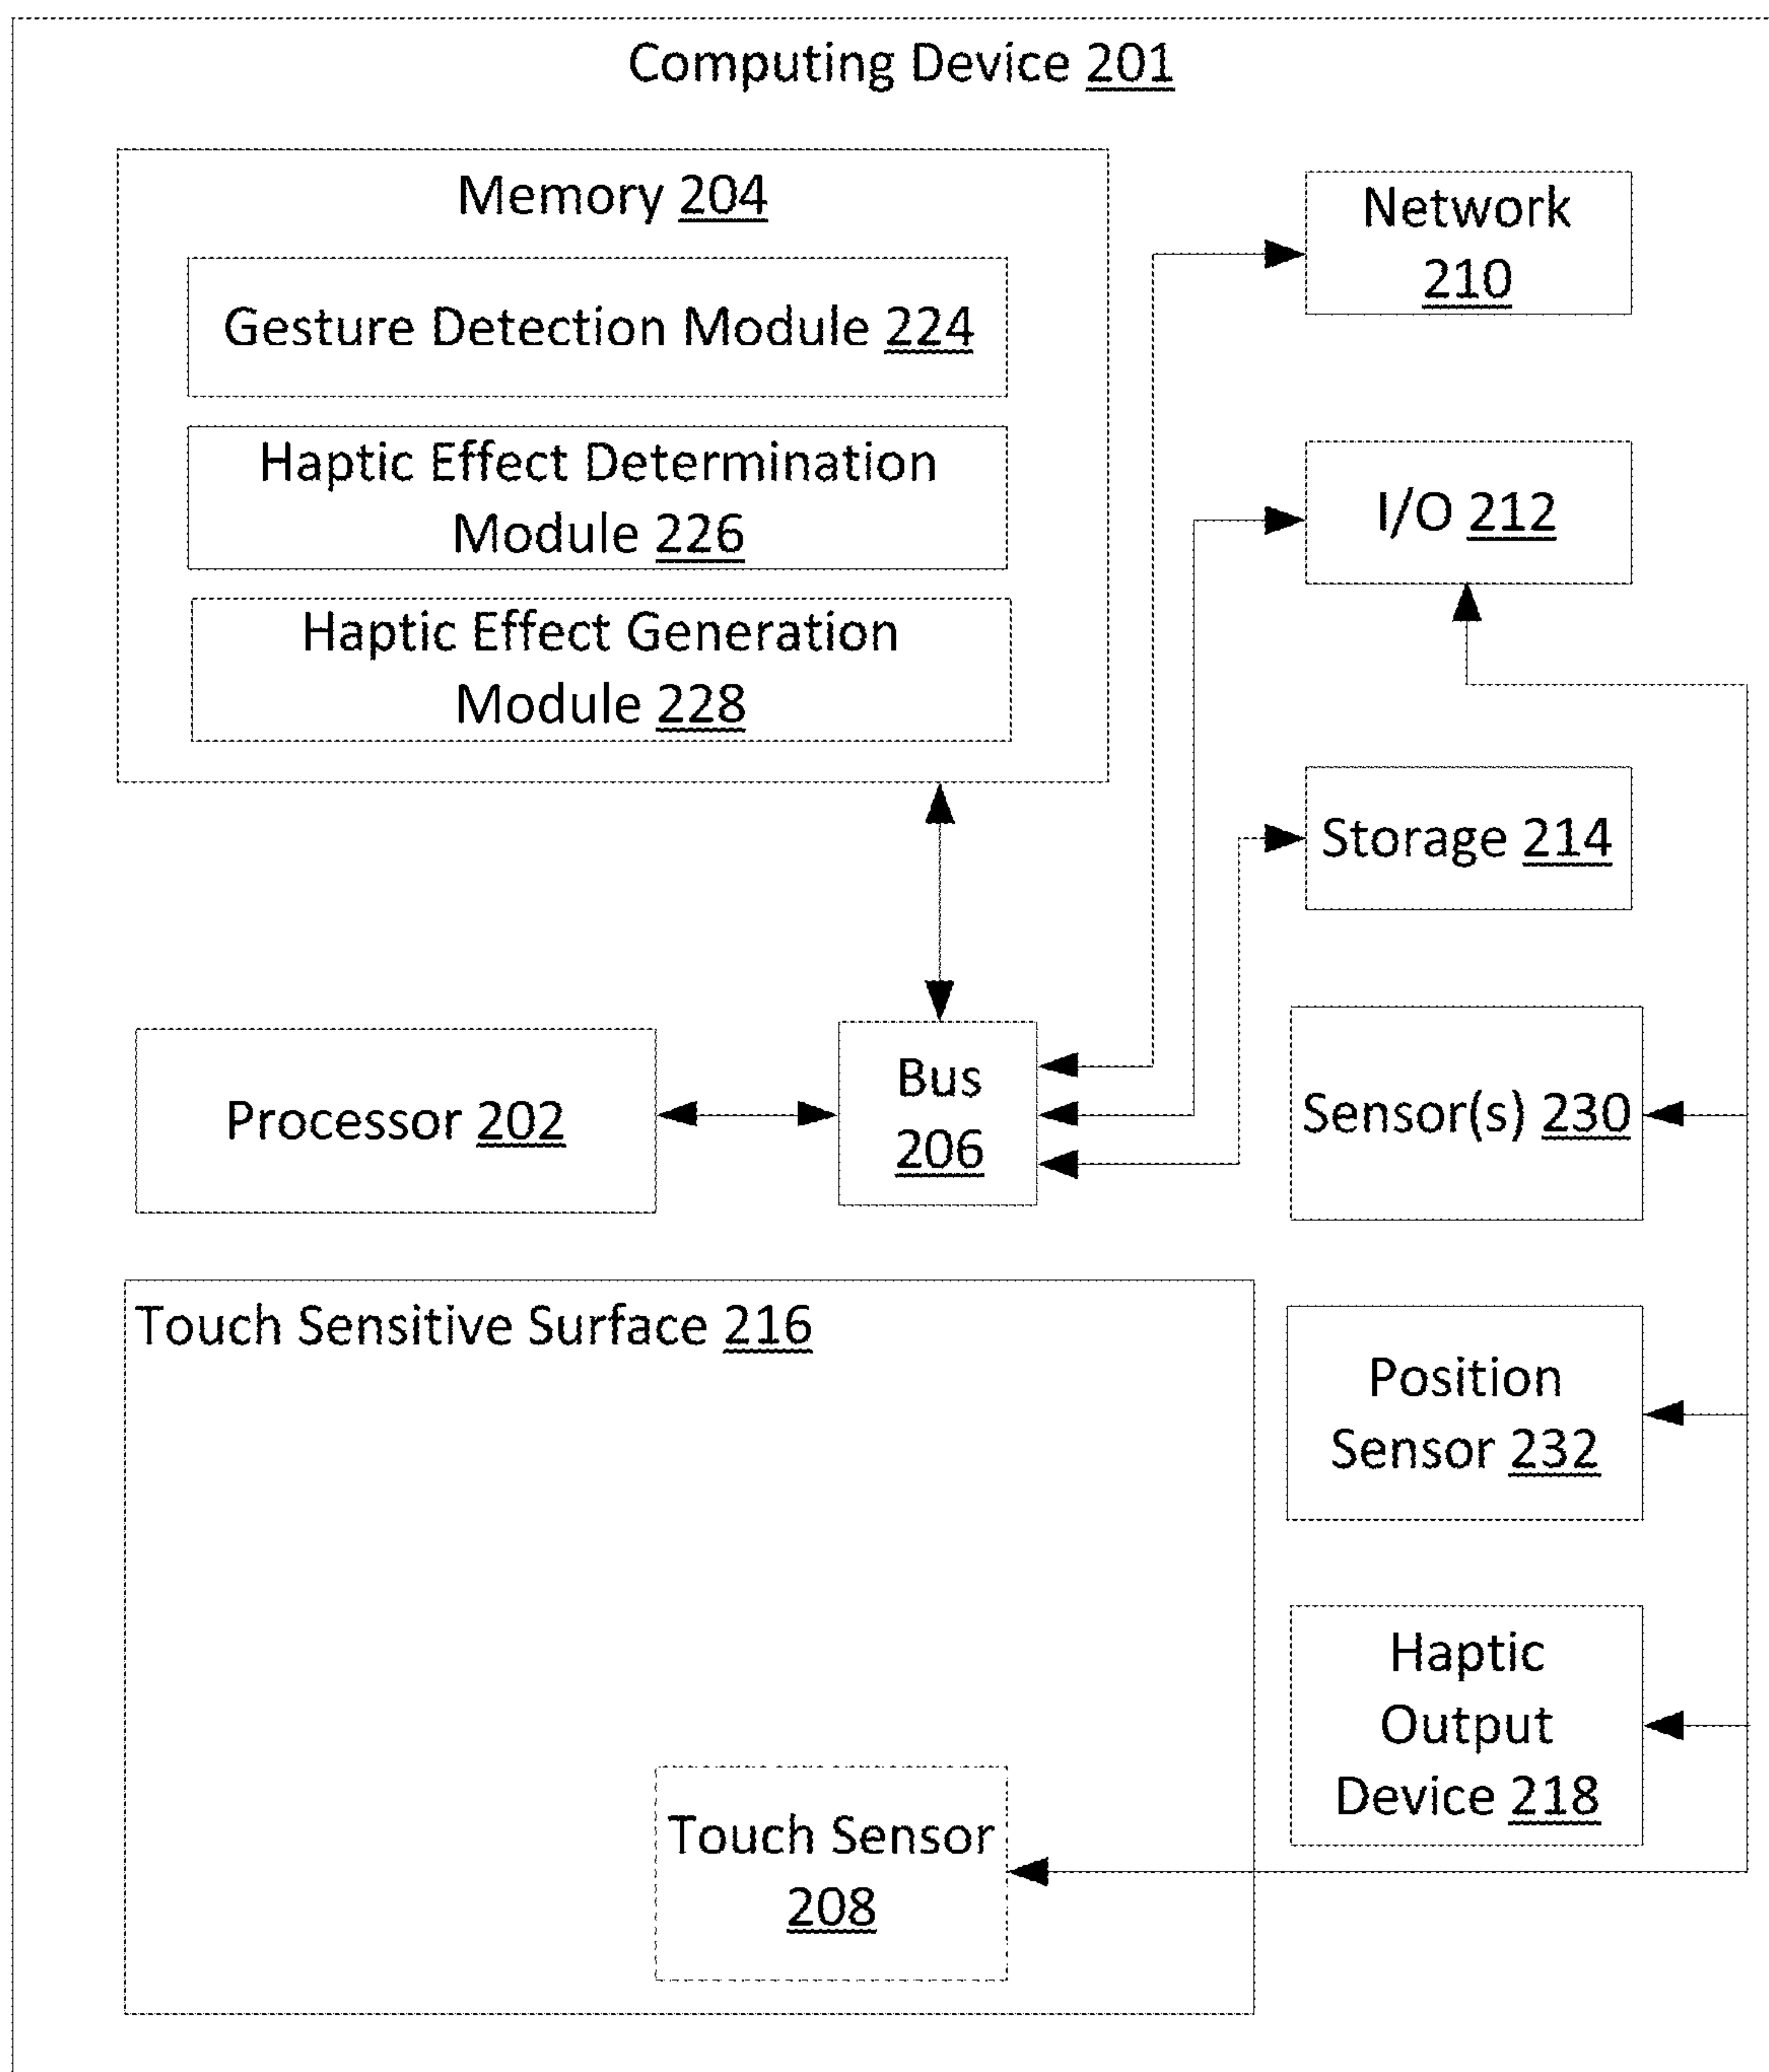 Computing Device 201
Memory 204
Gesture Detection Module 224
Haptic Effect Determination
Module 226
Haptic Effect Generation
Module 228
Network
210
I/O 212
Storage 214
Processor 202
Bus
206
Sensor(s) 230
Touch Sensitive Surface 216
Position
Sensor 232
Haptic
Output
Device 218
Touch Sensor
208